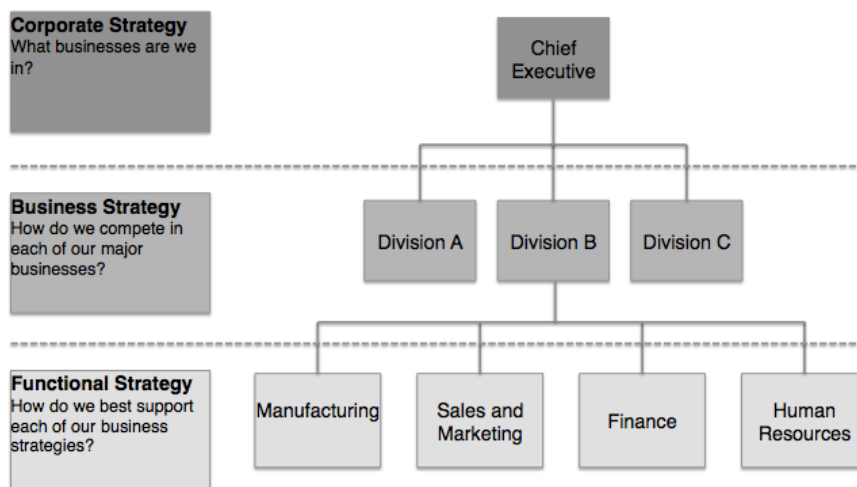 Corporate Strategy
What businesses are we
in?
Chief
Executive
Business Strategy
How do we compete in
each of our major
businesses?
Division A
Division B
Division C
Functional Strategy
How do we best support
each of our business
strategies?
Manufacturing
Sales and
Marketing
Finance
Human
Resources